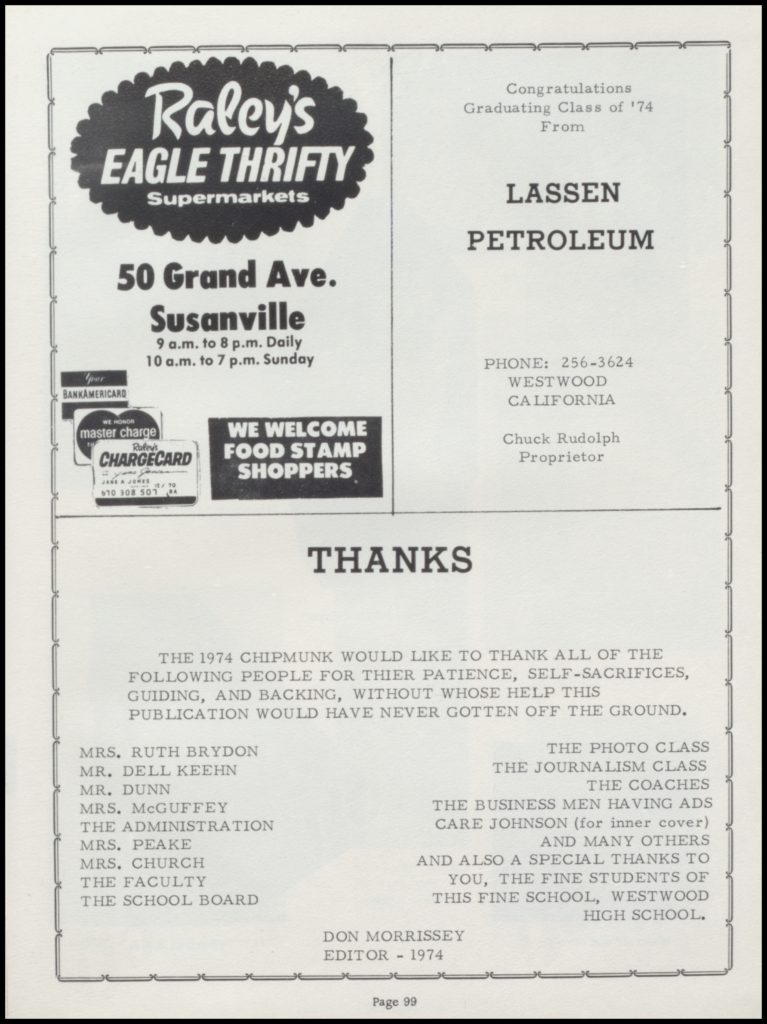 Raley's
EAGLE THRIFTY
Supermarkets
50 Grand Ave.
Susanville
9 a.m. to 8 p.m. Daily
10 a.m. to 7 p.m. Sunday
Your
BANKAMERICARD
WE HONOR
master charge
Raley's
CHARGECARD
JANE A JONES
WE WELCOME
FOOD STAMP
SHOPPERS
Congratulations
Graduating Class of '74
From
LASSEN
PETROLEUM
PHONE: 256-3624
WESTWOOD
CALIFORNIA
Chuck Rudolph
Proprietor
THANKS
THE 1974 CHIPMUNK WOULD LIKE TO THANK ALL OF THE
FOLLOWING PEOPLE FOR THIER PATIENCE, SELF-SACRIFICES,
GUIDING, AND BACKING, WITHOUT WHOSE HELP THIS
PUBLICATION WOULD HAVE NEVER GOTTEN OFF THE GROUND.
MRS. RUTH BRYDON
MR. DELL KEEHN
MR. DUNN
MRS. McGUFFEY
THE ADMINISTRATION
MRS. PEAKE
MRS. CHURCH
THE FACULTY
THE SCHOOL BOARD
THE PHOTO CLASS
THE JOURNALISM CLASS
THE COACHES
THE BUSINESS MEN HAVING ADS
CARE JOHNSON (for inner cover)
AND MANY OTHERS
AND ALSO A SPECIAL THANKS TO
YOU, THE FINE STUDENTS OF
THIS FINE SCHOOL, WESTWOOD
HIGH SCHOOL.
DON MORRISSEY
EDITOR - 1974
Page 99